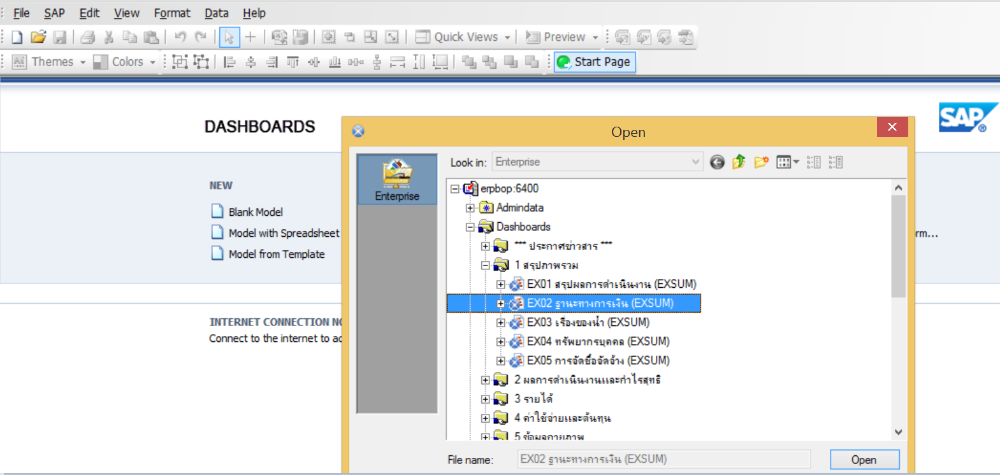 File SAP Edit View Format Data Help
Quick Views Preview
Themes Colors Start Page
DASHBOARDS
SAP ®
Open
Look in: Enterprise
Enterprise
NEW
Blank Model
Model with Spreadsheet
Model from Template
rm...
INTERNET CONNECTION
Connect to the internet to
erpbop:6400
Admindata
Dashboards
*** ประกาศข่าวสาร ***
1 สรุปภาพรวม
EX01 สรุปผลการดำเนินงาน (EXSUM)
EX02 ฐานะทางการเงิน (EXSUM)
EX03 เรื่องของน้ำ (EXSUM)
EX04 ทรัพยากรบุคคล (EXSUM)
EX05 การจัดซื้อจัดจ้าง (EXSUM)
2 ผลการดำเนินงานและกำไรสุทธิ
3 รายได้
4 ค่าใช้จ่ายและต้นทุน
5 ข้อมูลกายภาพ
File name: EX02 ฐานะทางการเงิน (EXSUM) Open